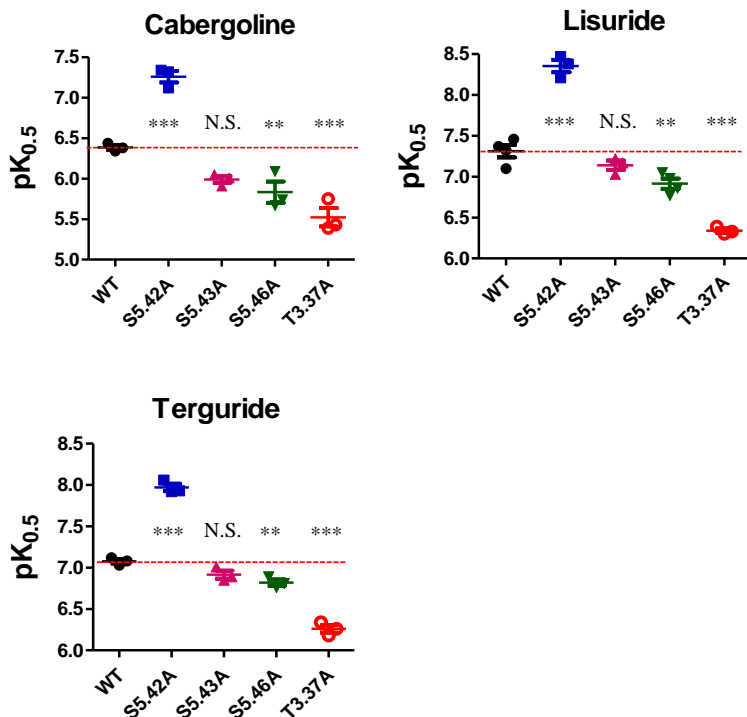 Cabergoline
pK0.5
7.5
7.0
6.5
6.0
5.5
5.0
*** N.S. ** ***
WT S5.42A S5.43A S5.46A T3.37A
Lisuride
pK0.5
8.5
8.0
7.5
7.0
6.5
6.0
*** N.S. ** ***
WT S5.42A S5.43A S5.46A T3.37A
Terguride
pK0.5
8.5
8.0
7.5
7.0
6.5
6.0
*** N.S. ** ***
WT S5.42A S5.43A S5.46A T3.37A